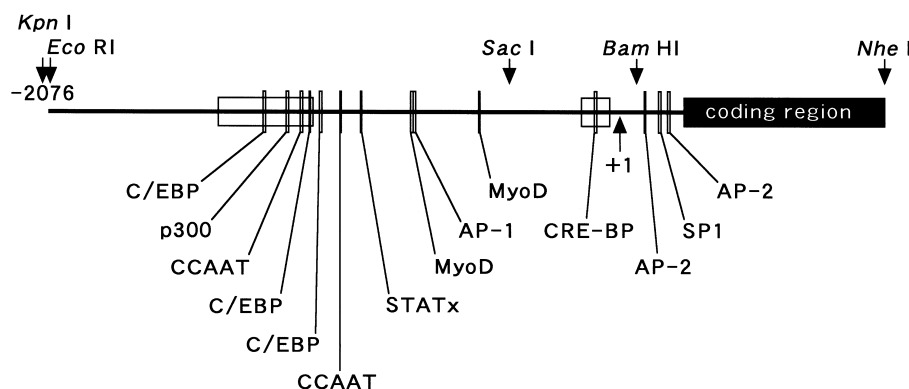 Kpn I
Eco RI
Sac I
Bam HI
Nhe I
-2076
coding region
+1
C/EBP
MyoD
AP-2
p300
AP-1
CRE-BP
SP1
CCAAT
MyoD
AP-2
C/EBP
STATx
C/EBP
CCAAT